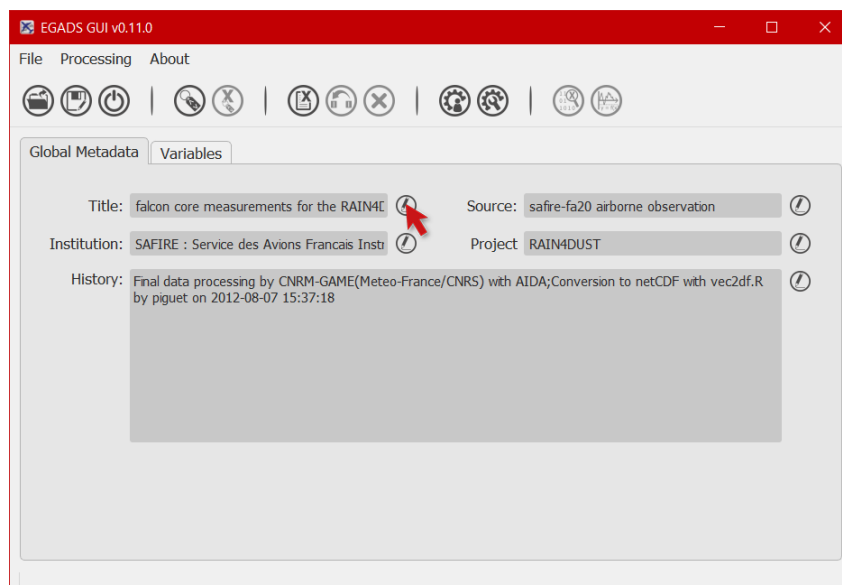 EGADS GUI v0.11.0
File Processing About
Global Metadata Variables
Title: falcon core measurements for the RAIN4D Source: safire-fa20 airborne observation
Institution: SAFIRE : Service des Avions Francais Instr Project RAIN4DUST
History: Final data processing by CNRM-GAME(Meteo-France/CNRS) with AIDA;Conversion to netCDF with vec2df.R
by piguet on 2012-08-07 15:37:18